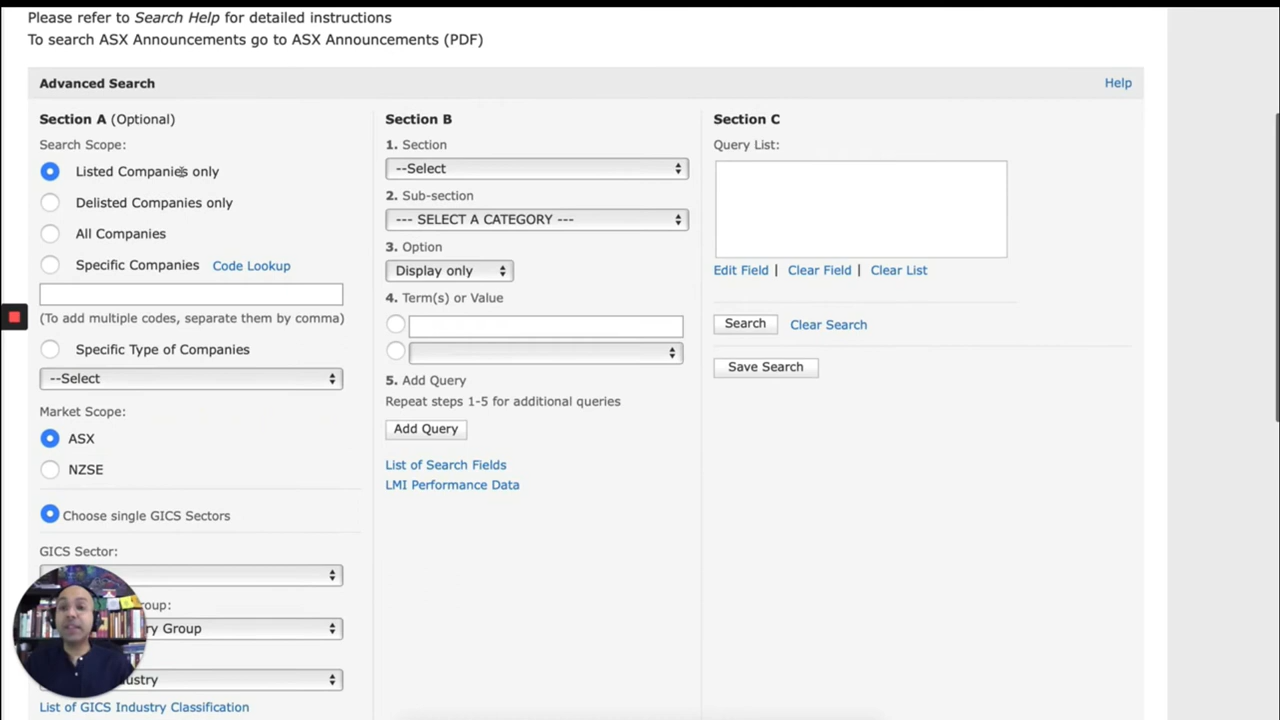 Please refer to Search Help for detailed instructions
To search ASX Announcements go to ASX Announcements (PDF)
Advanced Search
Help
Section A (Optional)
Search Scope:
Listed Companies only
Delisted Companies only
All Companies
Specific Companies Code Lookup
(To add multiple codes, separate them by comma)
Specific Type of Companies
--Select
Market Scope:
ASX
NZSE
Choose single GICS Sectors
GICS Sector:
Group
List of GICS Industry Classification
Section B
1. Section
--Select
2. Sub-section
--- SELECT A CATEGORY ---
3. Option
Display only
4. Term(s) or Value
5. Add Query
Repeat steps 1-5 for additional queries
Add Query
List of Search Fields
LMI Performance Data
Section C
Query List:
Edit Field | Clear Field | Clear List
Search Clear Search
Save Search